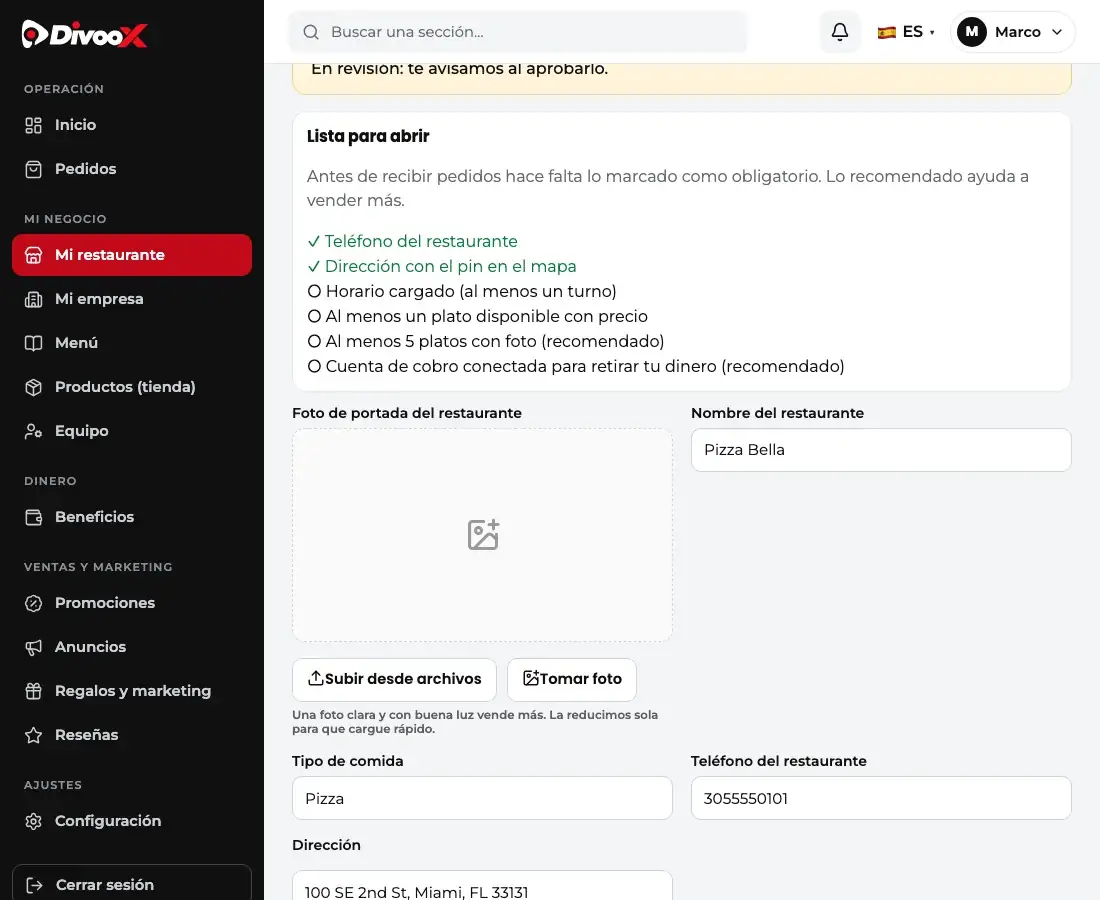 DivooX
Buscar una sección...
ES
M
Marco
OPERACIÓN
Inicio
Pedidos
MI NEGOCIO
Mi restaurante
Mi empresa
Menú
Productos (tienda)
Equipo
DINERO
Beneficios
VENTAS Y MARKETING
Promociones
Anuncios
Regalos y marketing
Reseñas
AJUSTES
Configuración
Cerrar sesión
En revisión: te avisamos al aprobarlo.
Lista para abrir
Antes de recibir pedidos hace falta lo marcado como obligatorio. Lo recomendado ayuda a
vender más.
✓ Teléfono del restaurante
✓ Dirección con el pin en el mapa
O Horario cargado (al menos un turno)
O Al menos un plato disponible con precio
O Al menos 5 platos con foto (recomendado)
O Cuenta de cobro conectada para retirar tu dinero (recomendado)
Foto de portada del restaurante
Nombre del restaurante
Pizza Bella
Subir desde archivos
Tomar foto
Una foto clara y con buena luz vende más. La reducimos sola
para que cargue rápido.
Tipo de comida
Teléfono del restaurante
Pizza
3055550101
Dirección
100 SE 2nd St, Miami, FL 33131